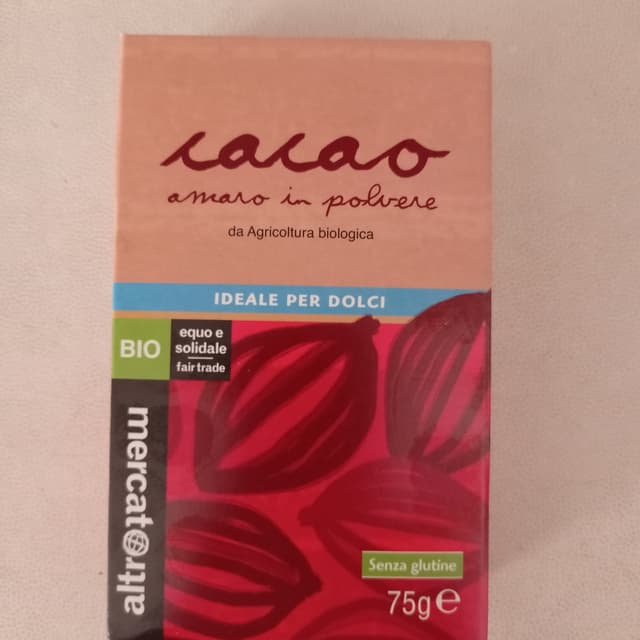 cacao
amaro in polvere
da Agricoltura biologica
IDEALE PER DOLCI
BIO
equo e
solidale
fair trade
altromercato
Senza glutine
75g e